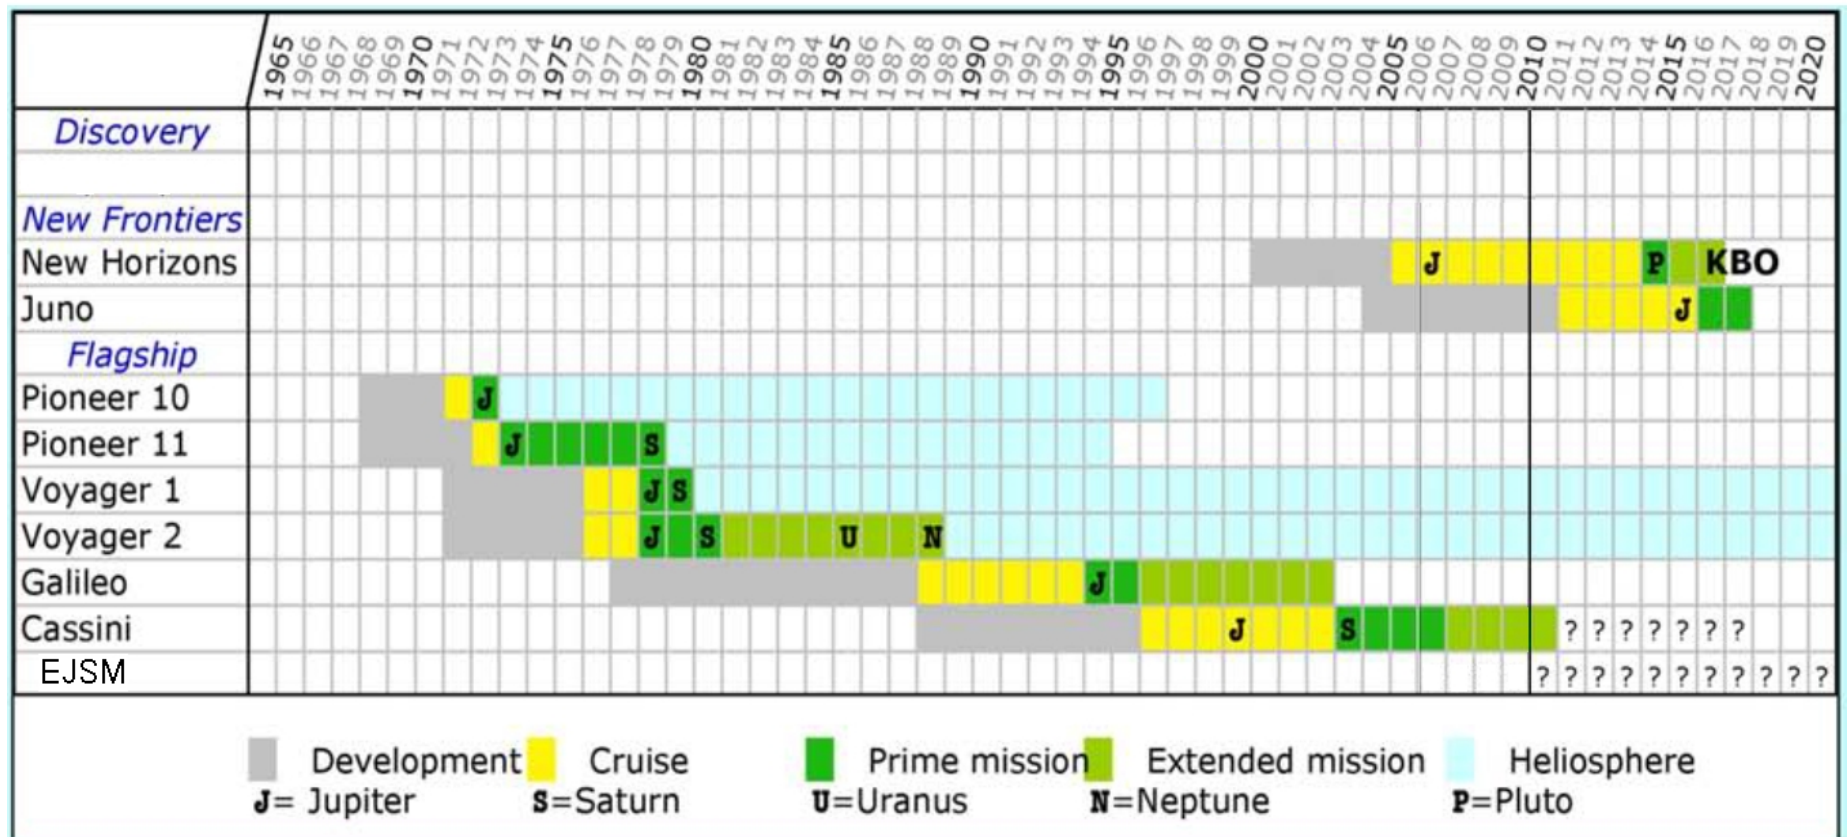 1965 1966 1967 1968 1969 1970 1971 1972 1973 1974 1975 1976 1977 1978 1979 1980 1981 1982 1983 1984 1985 1986 1987 1988 1989 1990 1991 1992 1993 1994 1995 1996 1997 1998 1999 2000 2001 2002 2003 2004 2005 2006 2007 2008 2009 2010 2011 2012 2013 2014 2015 2016 2017 2018 2019 2020
Discovery
New Frontiers
New Horizons J P KBO
Juno J
Flagship
Pioneer 10 J
Pioneer 11 J S
Voyager 1 J S
Voyager 2 J S U N
Galileo J
Cassini J S ? ? ? ? ? ? ?
EJSM ? ? ? ? ? ? ? ? ? ? ?
Development Cruise Prime mission Extended mission Heliosphere
J= Jupiter S=Saturn U=Uranus N=Neptune P=Pluto